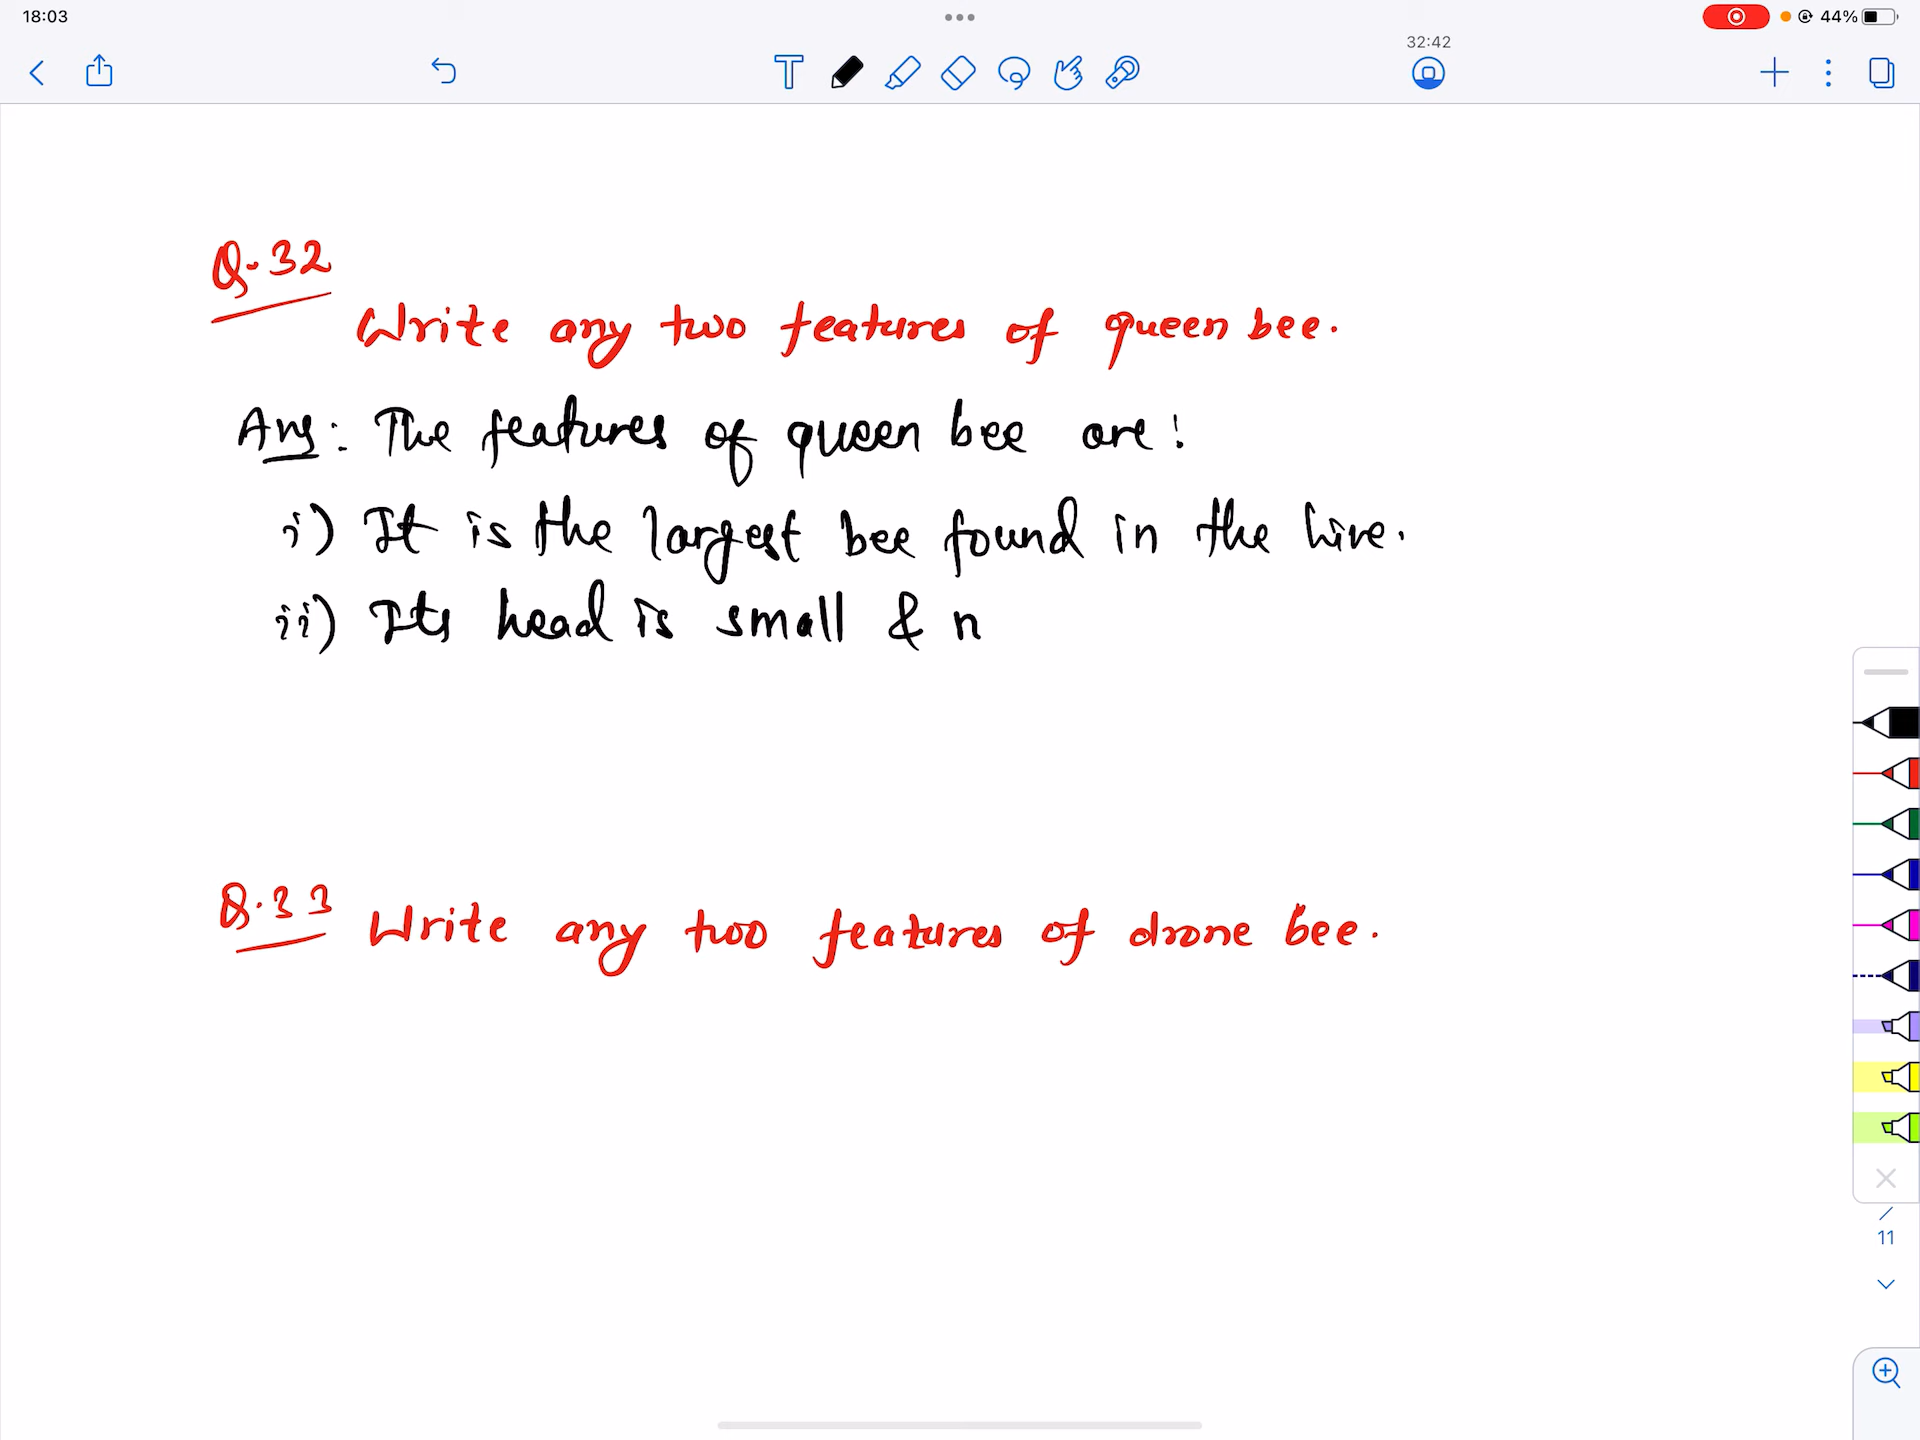 18:03
44%
32:42
T
Q.32
Write any two features of queen bee.
Ans: The features of queen bee are:
i) It is the largest bee found in the hive.
ii) Its head is small & n
Q.33 Write any two features of drone bee.
11